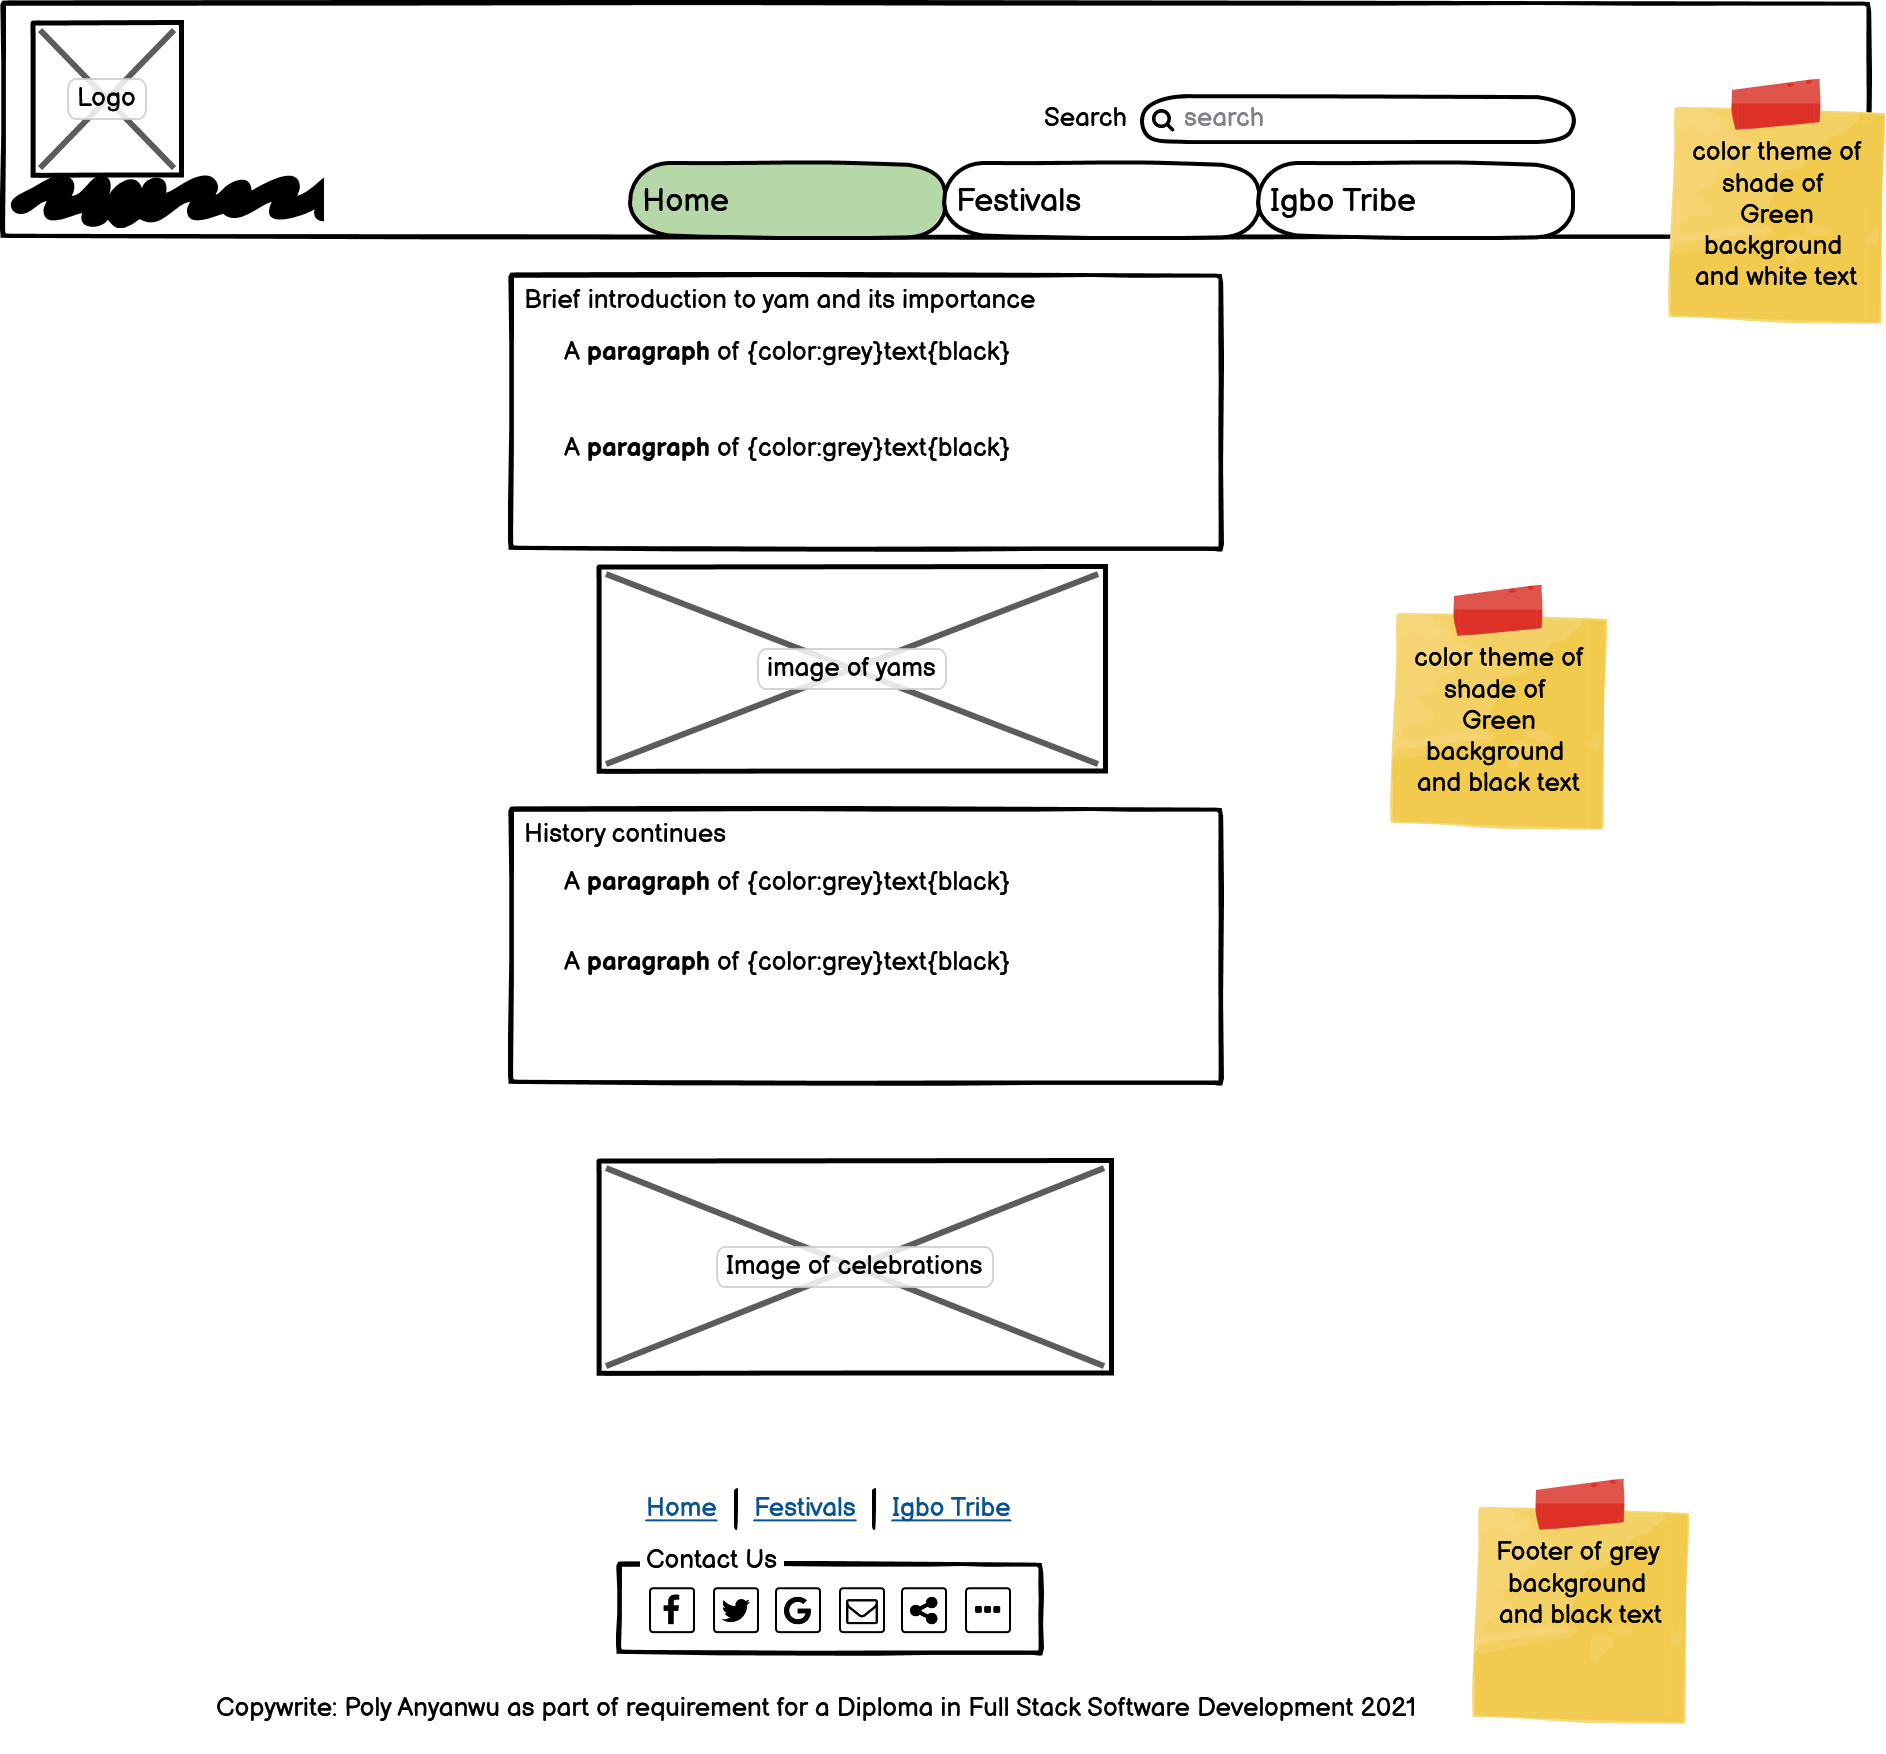 Logo
Search
search
Home
Festivals
Igbo Tribe
color theme of
shade of
Green
background
and white text
Brief introduction to yam and its importance
A paragraph of {color:grey}text{black}
A paragraph of {color:grey}text{black}
image of yams
color theme of
shade of
Green
background
and black text
History continues
A paragraph of {color:grey}text{black}
A paragraph of {color:grey}text{black}
Image of celebrations
Home
Festivals
Igbo Tribe
Contact Us
Footer of grey
background
and black text
Copywrite: Poly Anyanwu as part of requirement for a Diploma in Full Stack Software Development 2021